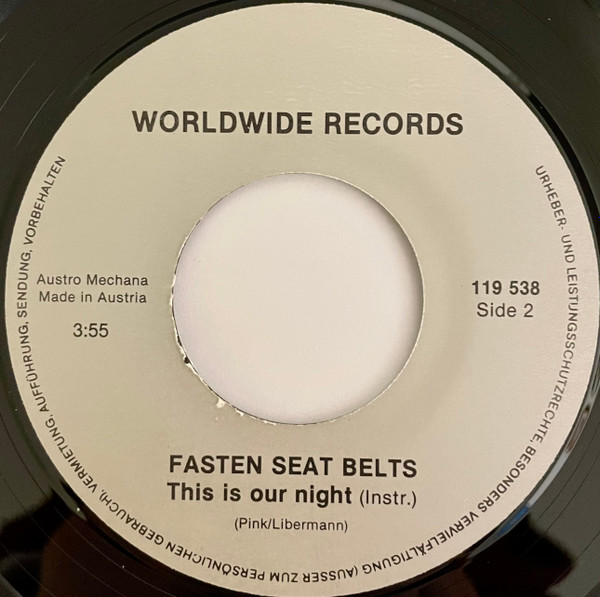 WORLDWIDE RECORDS
Austro Mechana
Made in Austria
3:55
119 538
Side 2
FASTEN SEAT BELTS
This is our night (Instr.)
(Pink/Libermann)
URHEBER- UND LEISTUNGSSCHUTZRECHTE, BESONDERS VERVIELFÄLTIGUNG (AUSSER ZUM PERSÖNLICHEN GEBRAUCH), VERMIETUNG, AUFFÜHRUNG, SENDUNG, VORBEHALTEN